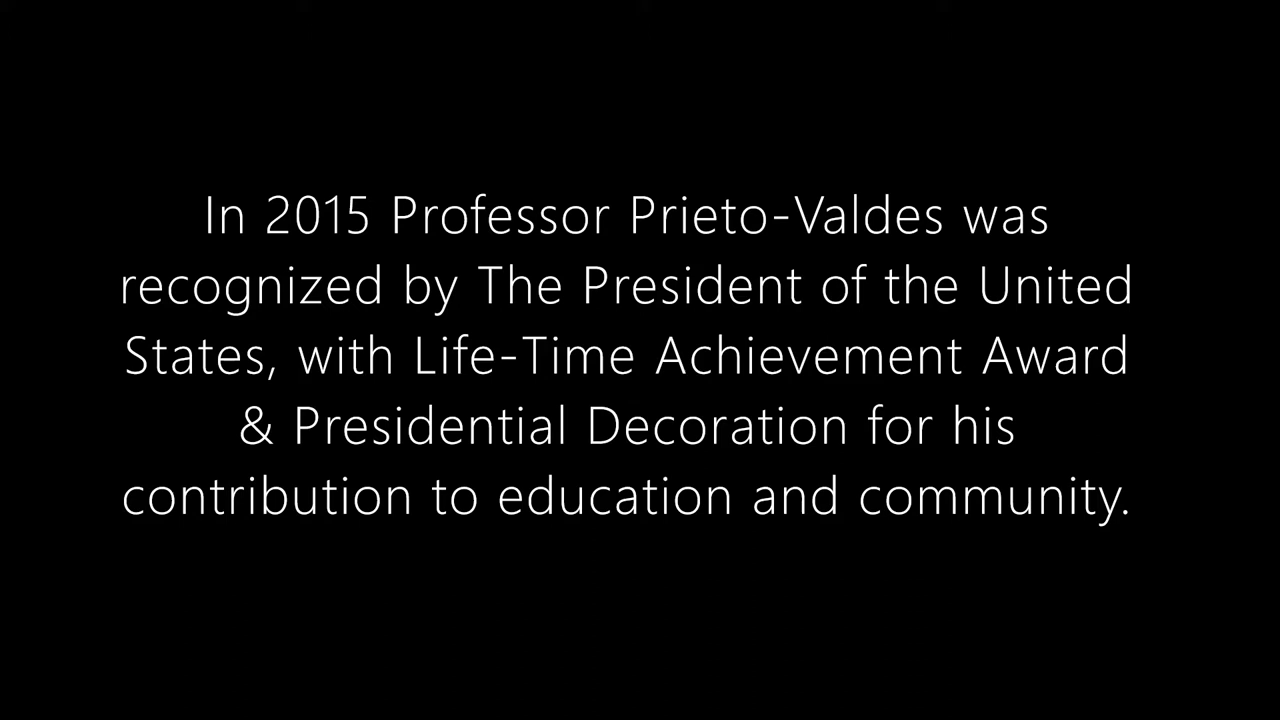 In 2015 Professor Prieto-Valdes was
recognized by The President of the United
States, with Life-Time Achievement Award
& Presidential Decoration for his
contribution to education and community.